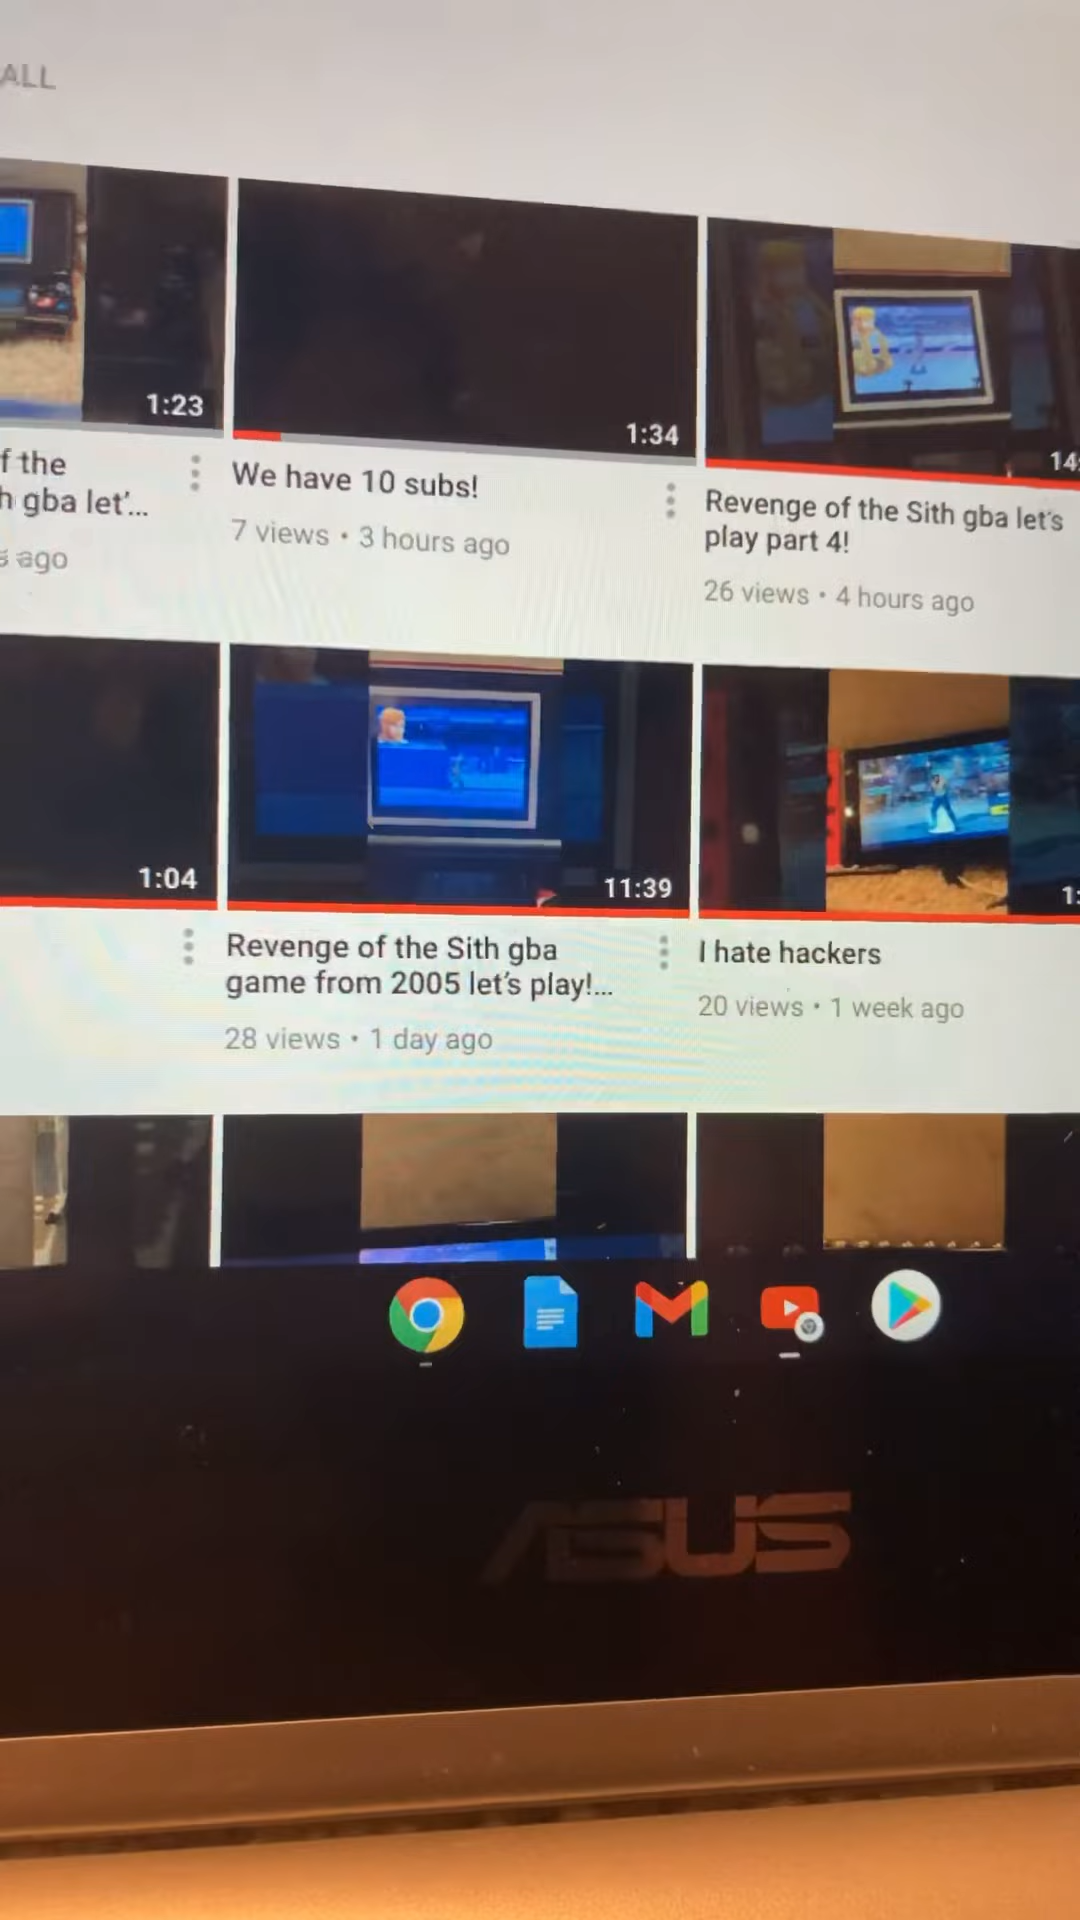 ALL
1:23
1:34
14:
f the
h gba let'...
ago
We have 10 subs!
7 views • 3 hours ago
Revenge of the Sith gba let's
play part 4!
26 views • 4 hours ago
1:04
11:39
1:
Revenge of the Sith gba
game from 2005 let's play!...
28 views • 1 day ago
I hate hackers
20 views • 1 week ago
ASUS